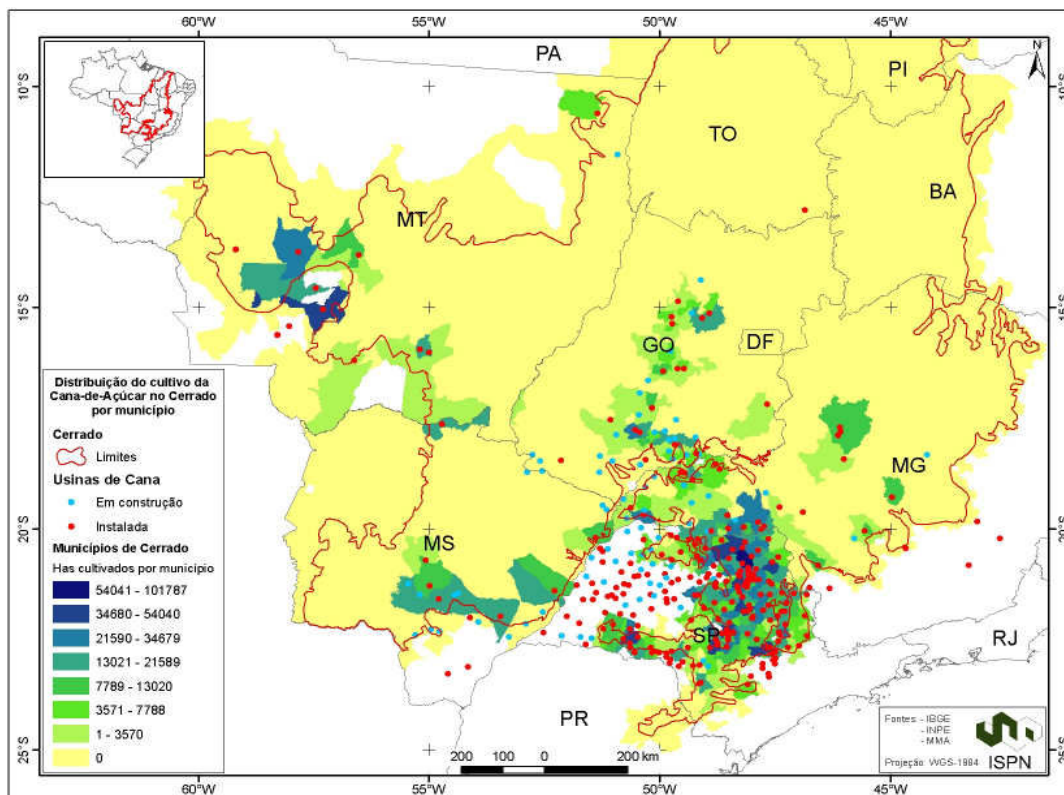 60°W 55°W 50°W 45°W
N
PA
PI
10°S 10°S
TO
BA
MT
15°S 15°S
GO
DF
Distribuição do cultivo da
Cana-de-Açúcar no Cerrado
por município
Cerrado
Limites
Usinas de Cana
Em construção
Instalada
Municípios de Cerrado
Has cultivados por município
54041 - 101787
34680 - 54040
21590 - 34679
13021 - 21589
7789 - 13020
3571 - 7788
1 - 3570
0
MG
20°S 20°S
MS
SP
RJ
PR
25°S 25°S
200 100 0 200 km
Fontes - IBGE
- INPE
- MMA
Projeção: WGS-1984
ISPN
60°W 55°W 50°W 45°W